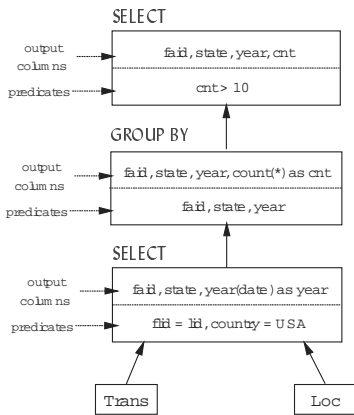 SELECT
output
columns
faid, state, year, cnt
predicates
cnt > 10
GROUP BY
output
columns
faid, state, year, count(*) as cnt
predicates
faid, state, year
SELECT
output
columns
faid, state, year(date) as year
predicates
flid = lid, country = USA
Trans
Loc